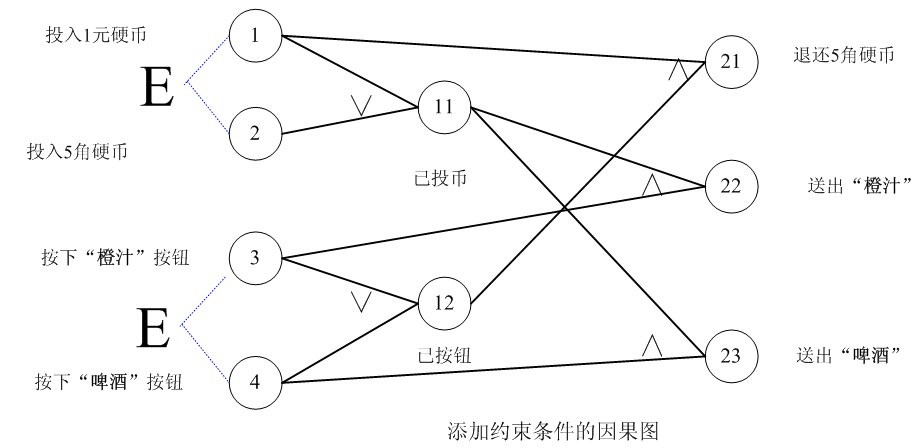 投入1元硬币
1
21
退还5角硬币
E
∧
∨
11
2
投入5角硬币
已投币
∧
22
送出“橙汁”
按下“橙汁”按钮
3
∨
12
E
已按钮
∧
23
送出“啤酒”
按下“啤酒”按钮
4
添加约束条件的因果图